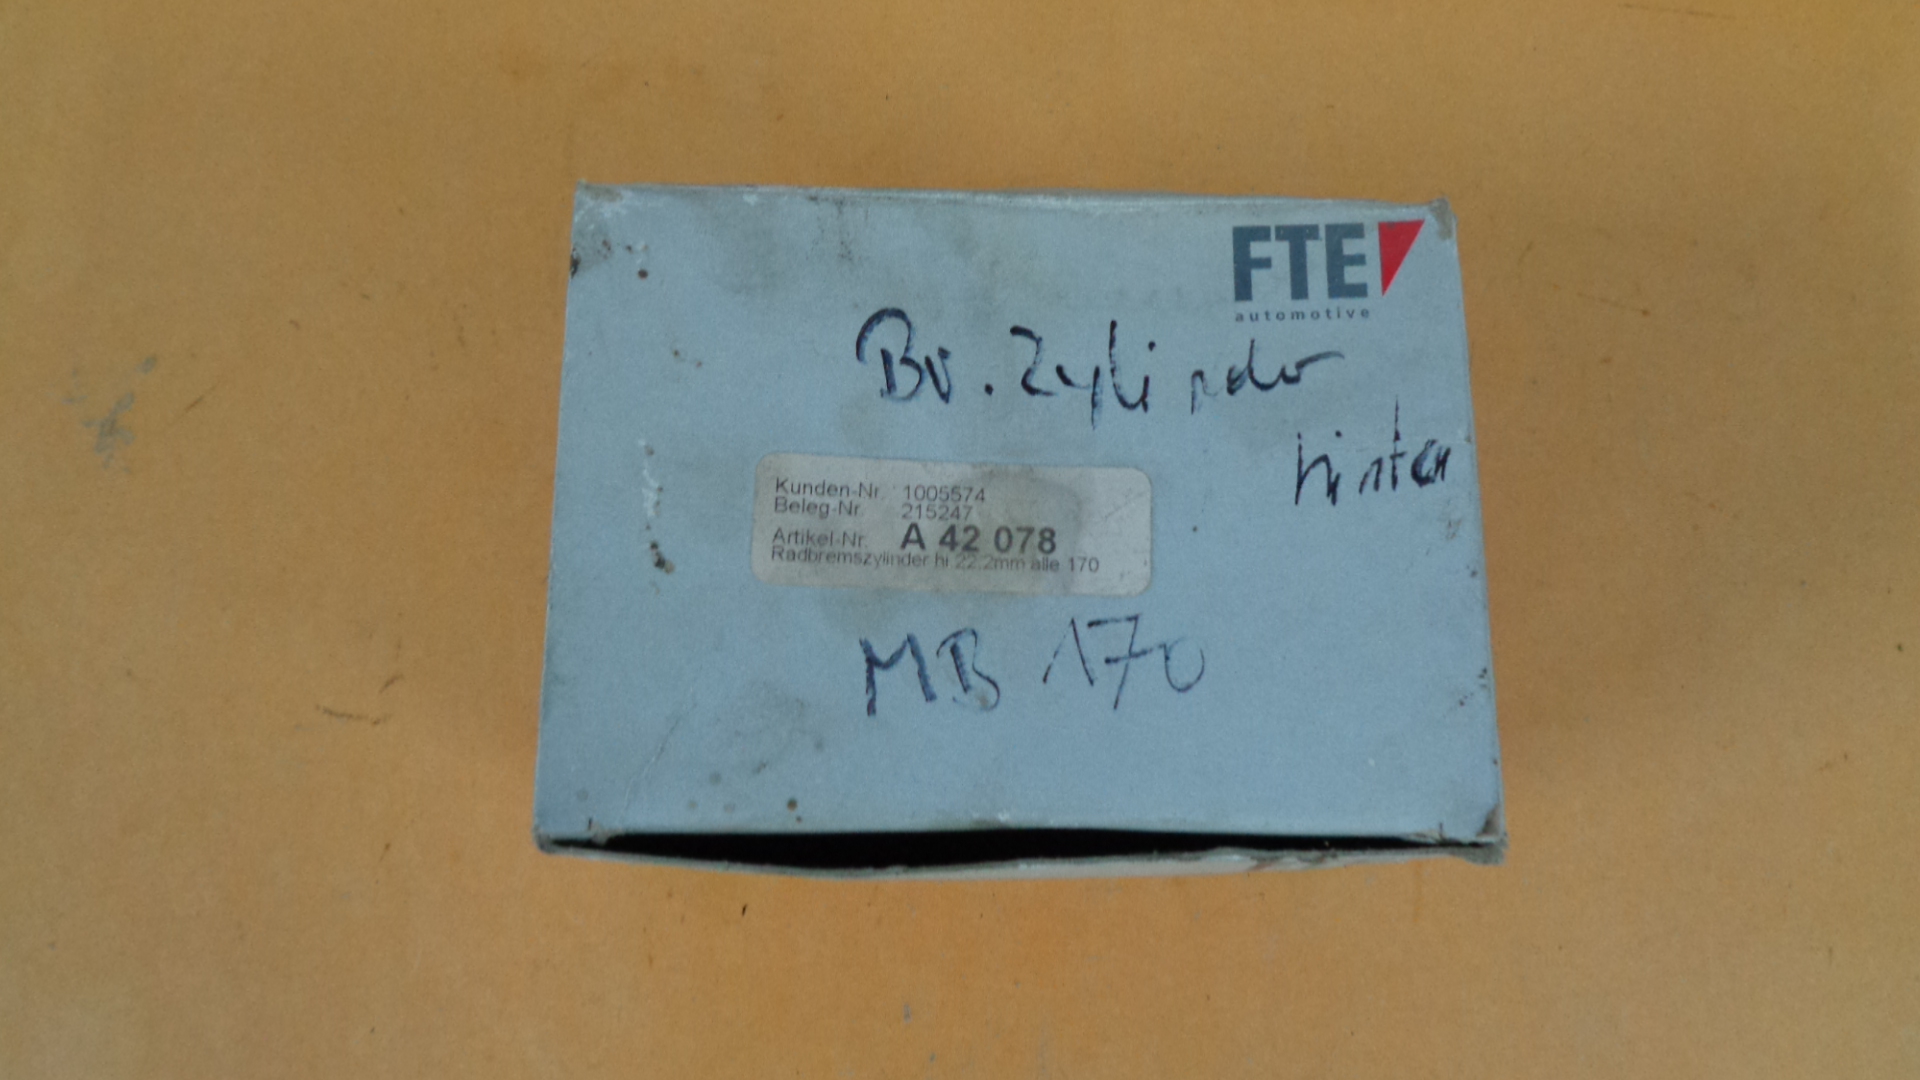 FTE
automotive
Br. Zylinder
hinten
Kunden-Nr. 1005574
Beleg-Nr. 215247
Artikel-Nr. A 42 078
Radbremszylinder hi 22,2mm alle 170
MB 170